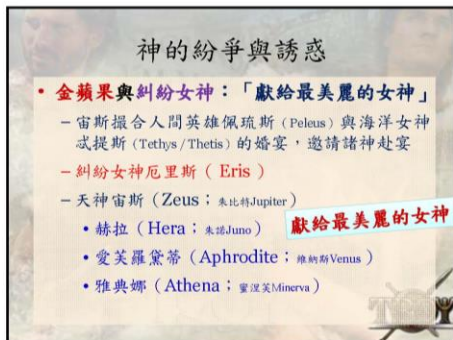 神的紛爭與誘惑
• 金蘋果與糾紛女神：「獻給最美麗的女神」
–宙斯撮合人間英雄佩琉斯（Peleus）與海洋女神
忒提斯（Tethys / Thetis）的婚宴，邀請諸神赴宴
–糾紛女神厄里斯（ Eris ）
–天神宙斯（Zeus；朱比特Jupiter）
• 赫拉（Hera；朱諾Juno）
獻給最美麗的女神
• 愛芙羅黛蒂（Aphrodite；維納斯Venus）
• 雅典娜（Athena；蜜涅芙Minerva）
TROY